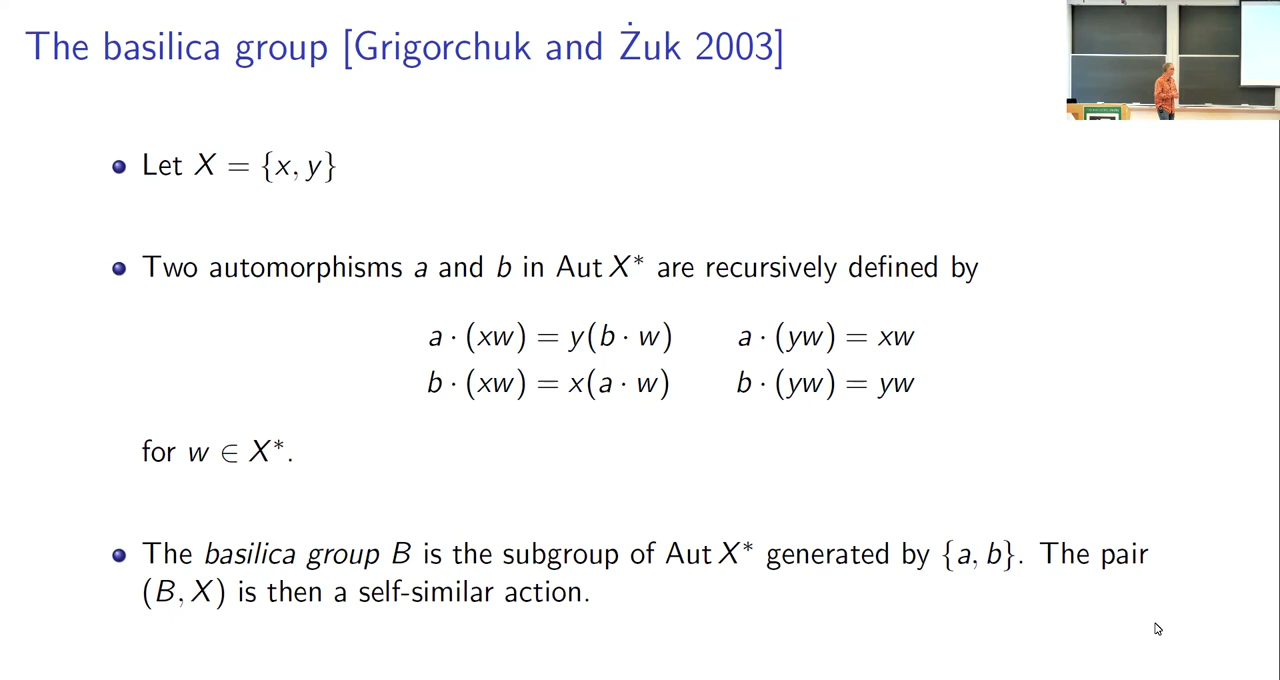 The basilica group [Grigorchuk and Żuk 2003]
Let X = {x, y}
Two automorphisms a and b in Aut X* are recursively defined by
a · (xw) = y(b · w) a · (yw) = xw
b · (xw) = x(a · w) b · (yw) = yw
for w ∈ X*.
The basilica group B is the subgroup of Aut X* generated by {a, b}. The pair
(B, X) is then a self-similar action.